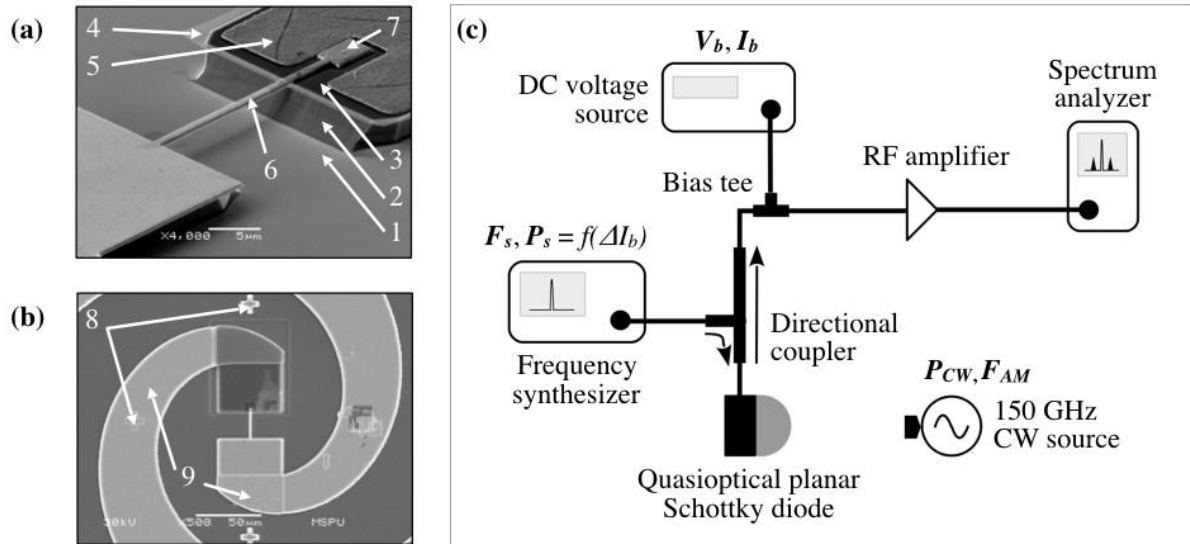 (a)
4
5
7
6
3
2
1
X4,000 5µm
(b)
8
9
30kV X500 50µm MSPU
(c)
V_b, I_b
DC voltage
source
Spectrum
analyzer
RF amplifier
Bias tee
F_s, P_s = f(ΔI_b)
Frequency
synthesizer
Directional
coupler
P_CW, F_AM
150 GHz
CW source
Quasioptical planar
Schottky diode